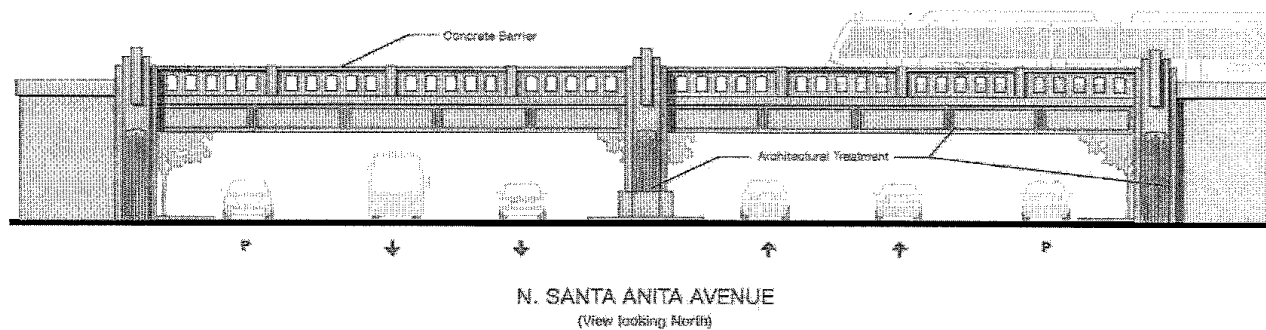 Concrete Barrier
Architectural Treatment
P P
N. SANTA ANITA AVENUE
(View looking North)